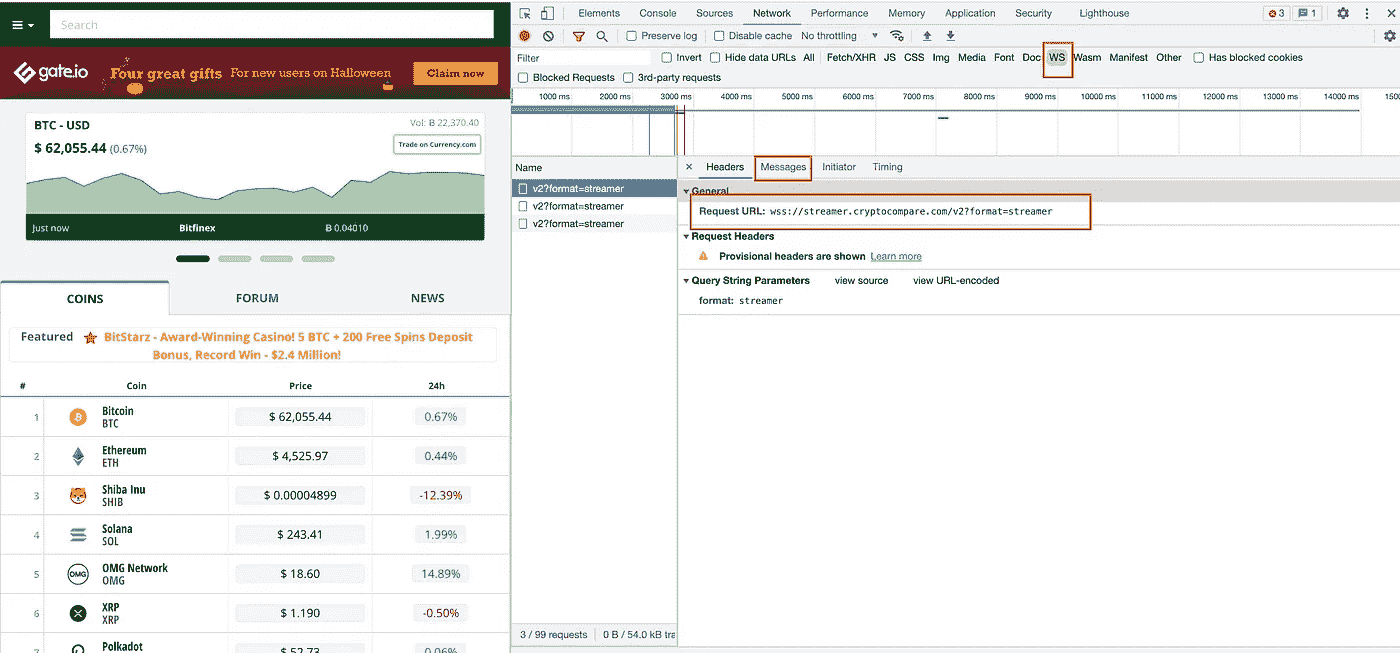 Search
gate.io
Four great gifts For new users on Halloween
Claim now
BTC - USD
Vol: Ƀ 22,370.40
$ 62,055.44 (0.67%)
Trade on Currency.com
Just now Bitfinex Ƀ 0.04010
COINS FORUM NEWS
Featured BitStarz - Award-Winning Casino! 5 BTC + 200 Free Spins Deposit
Bonus, Record Win - $2.4 Million!
# Coin Price 24h
1 Bitcoin BTC $ 62,055.44 0.67%
2 Ethereum ETH $ 4,525.97 0.44%
3 Shiba Inu SHIB $ 0.00004899 -12.39%
4 Solana SOL $ 243.41 1.99%
5 OMG OMG Network OMG $ 18.60 14.89%
6 XRP XRP $ 1.190 -0.50%
7 Polkadot $ 52.73 0.06%
Elements Console Sources Network Performance Memory Application Security Lighthouse 3 1
Preserve log Disable cache No throttling
Filter Invert Hide data URLs All Fetch/XHR JS CSS Img Media Font Doc WS Wasm Manifest Other Has blocked cookies
Blocked Requests 3rd-party requests
1000 ms 2000 ms 3000 ms 4000 ms 5000 ms 6000 ms 7000 ms 8000 ms 9000 ms 10000 ms 11000 ms 12000 ms 13000 ms 14000 ms
Name
v2?format=streamer
v2?format=streamer
v2?format=streamer
3 / 99 requests 0 B / 54.0 kB tra
Headers Messages Initiator Timing
General
Request URL: wss://streamer.cryptocompare.com/v2?format=streamer
Request Headers
Provisional headers are shown Learn more
Query String Parameters view source view URL-encoded
format: streamer